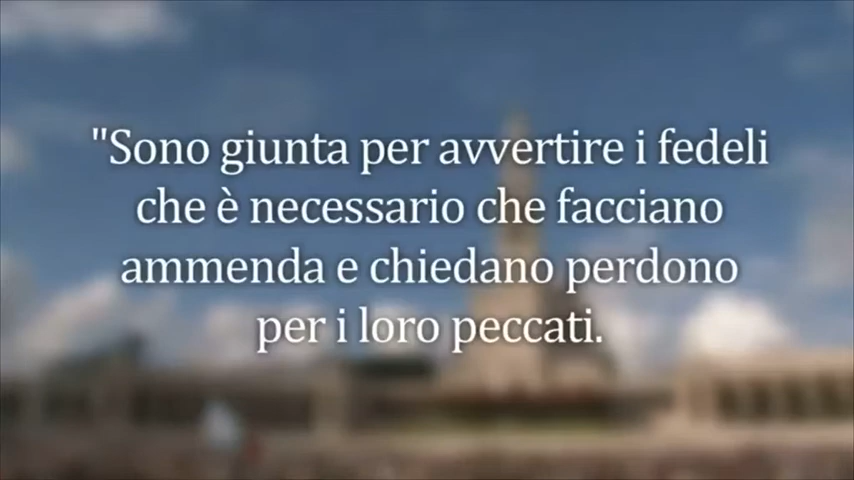 "Sono giunta per avvertire i fedeli
che è necessario che facciano
ammenda e chiedano perdono
per i loro peccati.